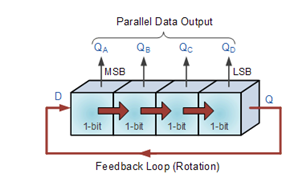 Parallel Data Output
QA QB QC QD
MSB LSB
D Q
1-bit 1-bit 1-bit 1-bit
Feedback Loop (Rotation)